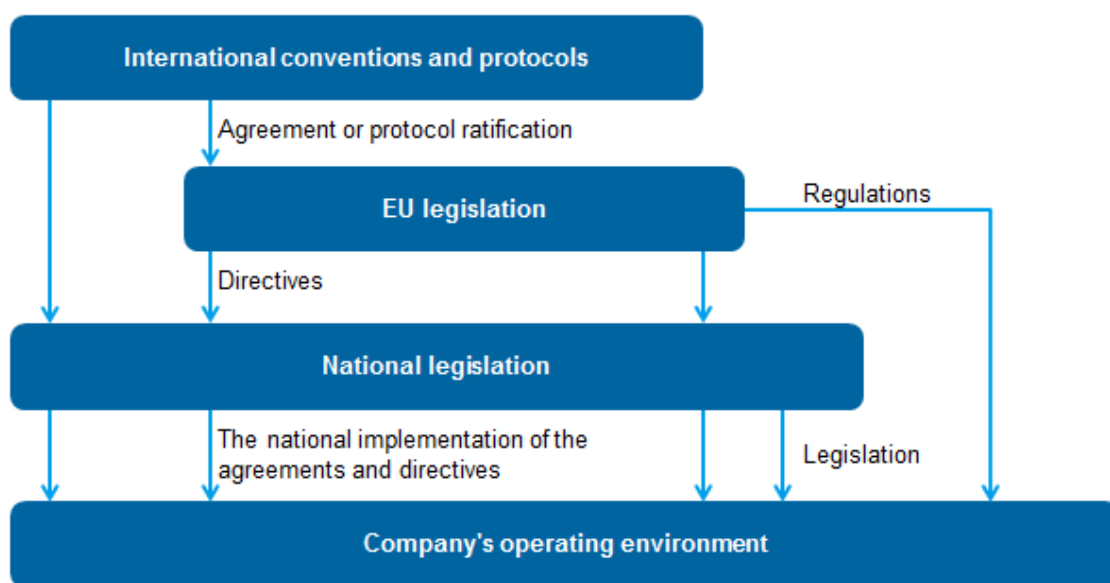 International conventions and protocols
Agreement or protocol ratification
EU legislation
Regulations
Directives
National legislation
The national implementation of the
agreements and directives
Legislation
Company's operating environment